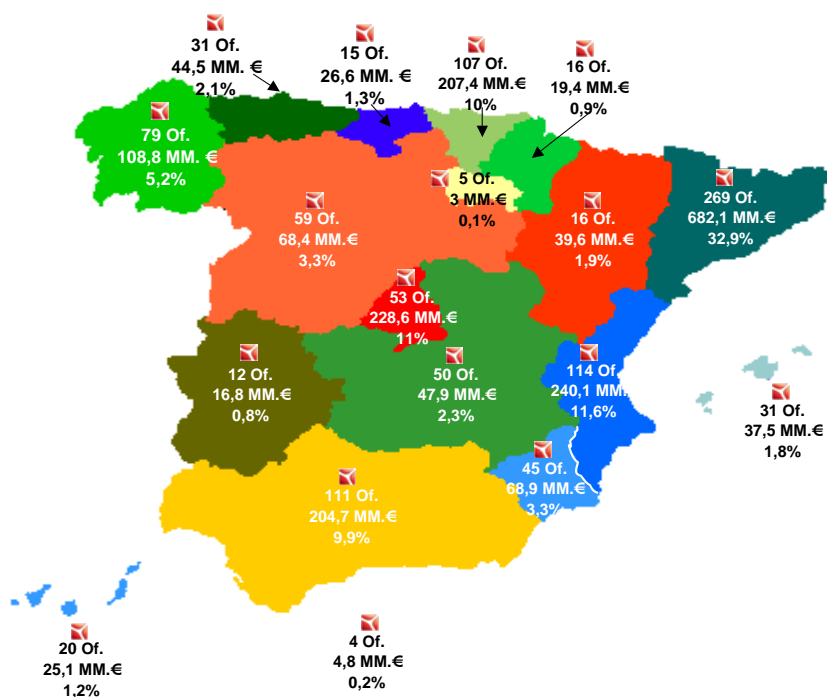 31 Of.
44,5 MM. €
2,1%
15 Of.
26,6 MM. €
1,3%
107 Of.
207,4 MM.€
10%
16 Of.
19,4 MM.€
0,9%
79 Of.
108,8 MM. €
5,2%
59 Of.
68,4 MM.€
3,3%
5 Of.
3 MM.€
0,1%
16 Of.
39,6 MM.€
1,9%
269 Of.
682,1 MM.€
32,9%
53 Of.
228,6 MM.€
11%
12 Of.
16,8 MM.€
0,8%
50 Of.
47,9 MM.€
2,3%
114 Of.
240,1 MM.€
11,6%
31 Of.
37,5 MM.€
1,8%
45 Of.
68,9 MM.€
3,3%
111 Of.
204,7 MM.€
9,9%
20 Of.
25,1 MM.€
1,2%
4 Of.
4,8 MM.€
0,2%